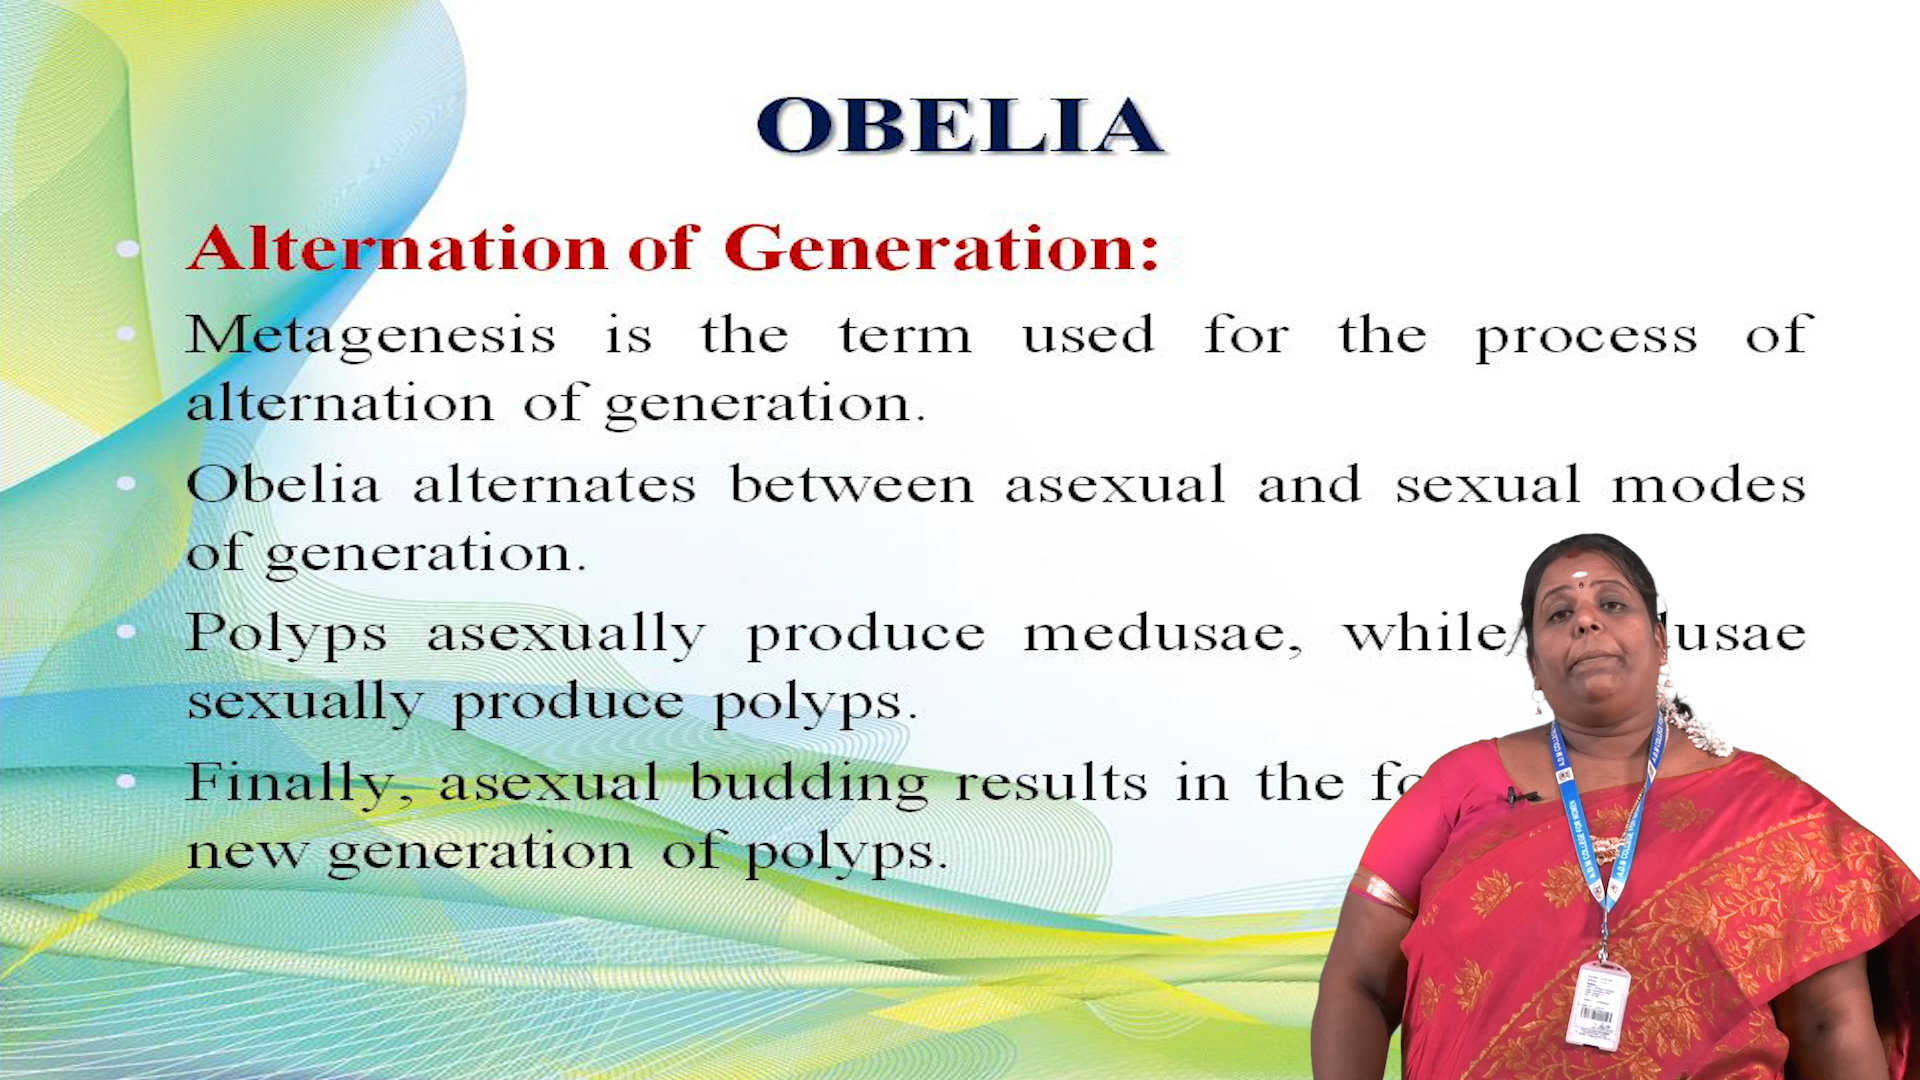 OBELIA
Alternation of Generation:
Metagenesis is the term used for the process of
alternation of generation.
Obelia alternates between asexual and sexual modes
of generation.
Polyps asexually produce medusae, while
sexually produce polyps.
Finally, asexual budding results in the
new generation of polyps.